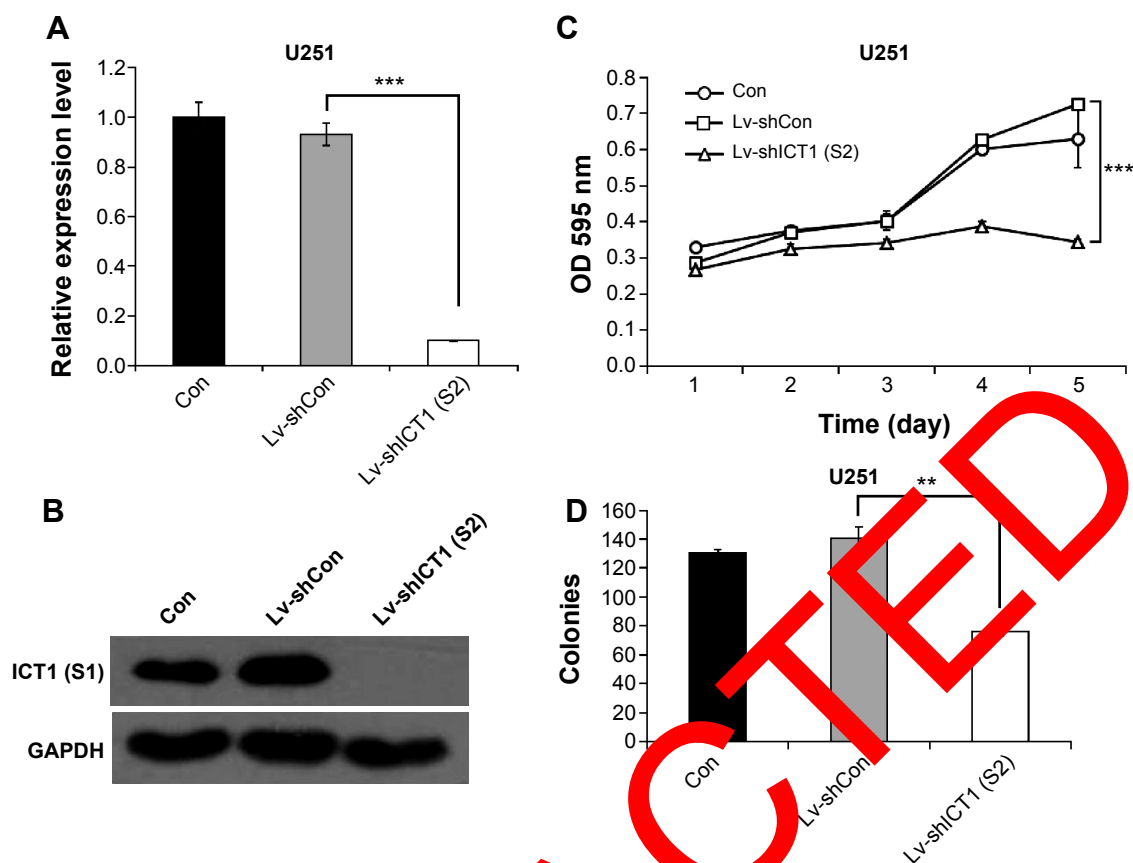 A
U251
Relative expression level
1.2
1.0
0.8
0.6
0.4
0.2
0.0
Con
Lv-shCon
Lv-shICT1 (S2)
***
B
Con
Lv-shCon
Lv-shICT1 (S2)
ICT1 (S1)
GAPDH
C
U251
OD 595 nm
0.8
0.7
0.6
0.5
0.4
0.3
0.2
0.1
0.0
Con
Lv-shCon
Lv-shICT1 (S2)
***
1 2 3 4 5
Time (day)
D
U251
**
Colonies
160
140
120
100
80
60
40
20
0
Con
Lv-shCon
Lv-shICT1 (S2)
CTED